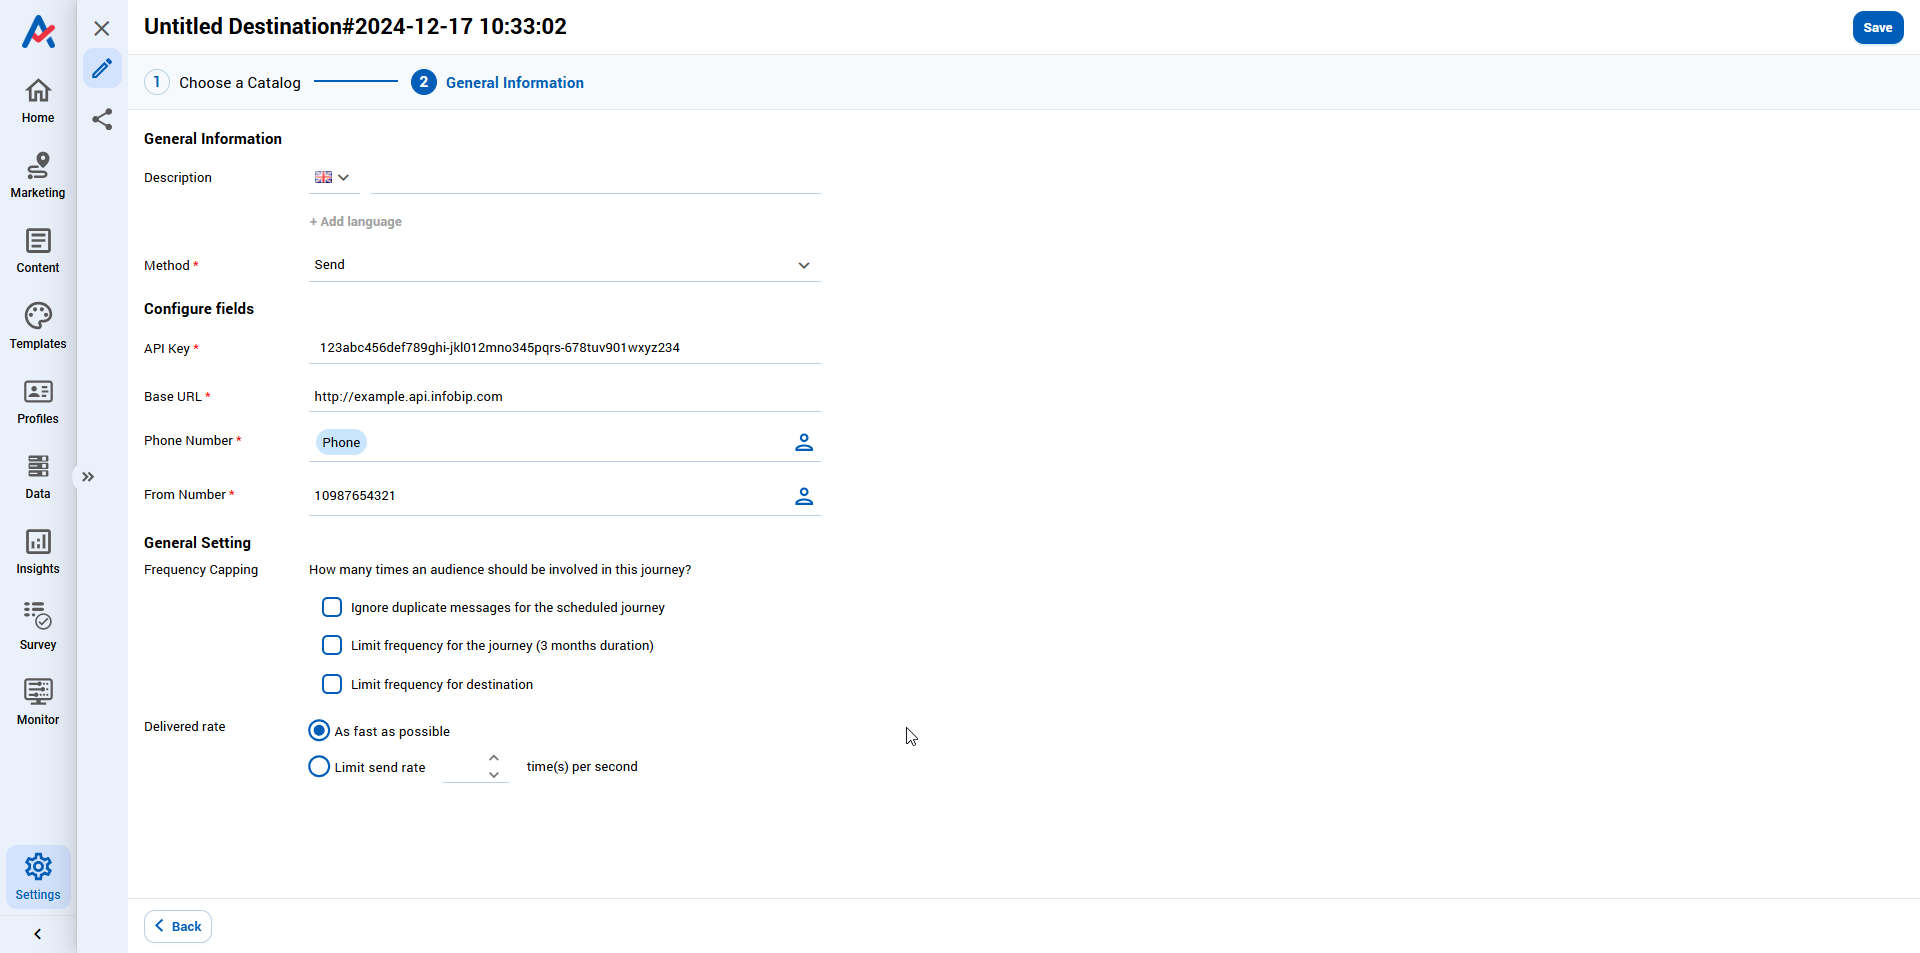 Untitled Destination#2024-12-17 10:33:02
Save
1 Choose a Catalog 2 General Information
Home
Marketing
Content
Templates
Profiles
Data
Insights
Survey
Monitor
Settings
General Information
Description
+ Add language
Method * Send
Configure fields
API Key * 123abc456def789ghi-jkl012mno345pqrs-678tuv901wxyz234
Base URL * http://example.api.infobip.com
Phone Number * Phone
From Number * 10987654321
General Setting
Frequency Capping How many times an audience should be involved in this journey?
Ignore duplicate messages for the scheduled journey
Limit frequency for the journey (3 months duration)
Limit frequency for destination
Delivered rate As fast as possible
Limit send rate time(s) per second
Back